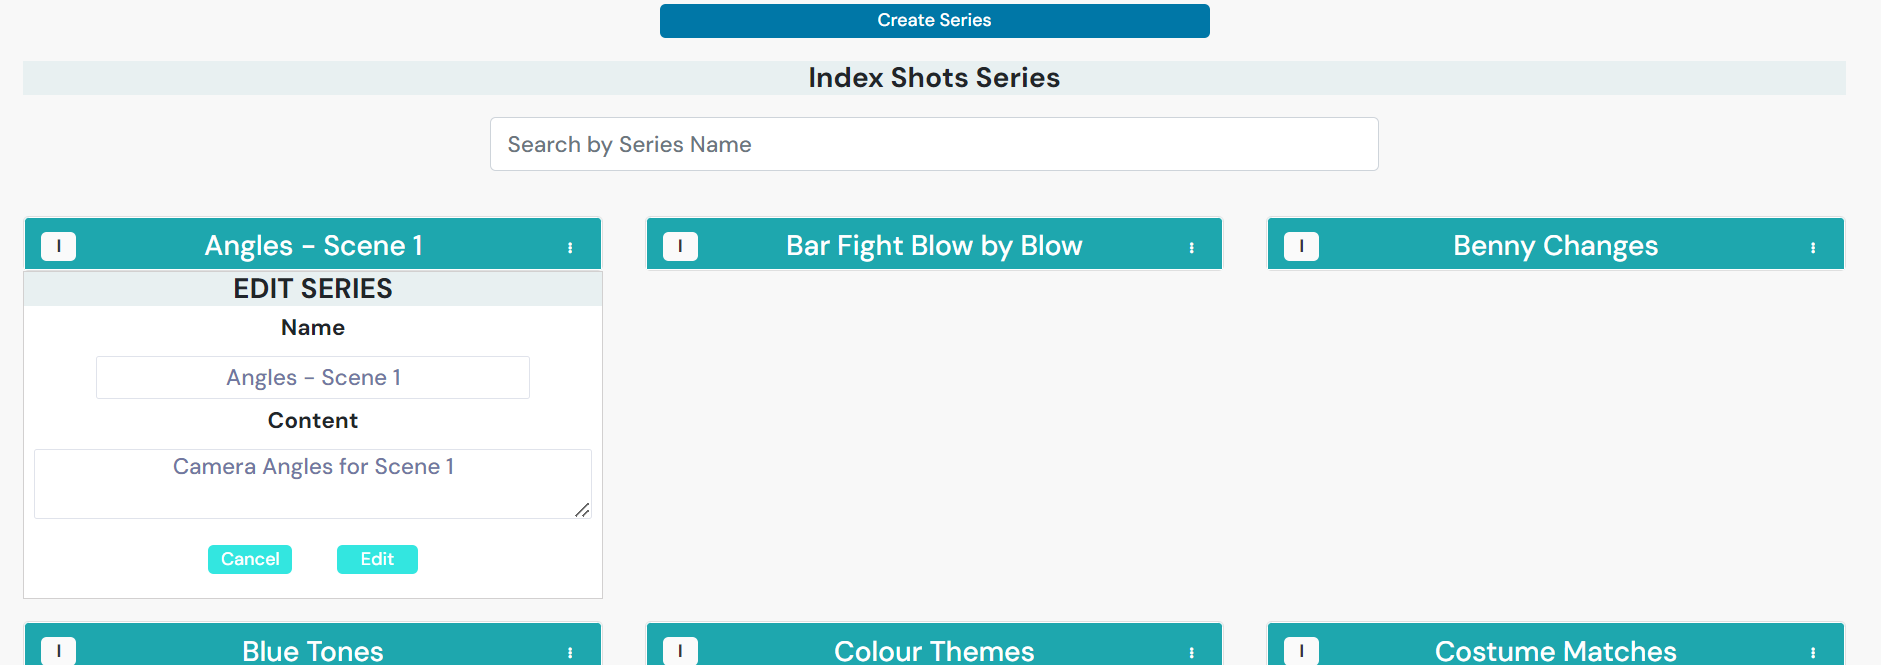 Create Series
Index Shots Series
Search by Series Name
I Angles - Scene 1
I Bar Fight Blow by Blow
I Benny Changes
EDIT SERIES
Name
Angles - Scene 1
Content
Camera Angles for Scene 1
Cancel Edit
I Blue Tones
I Colour Themes
I Costume Matches